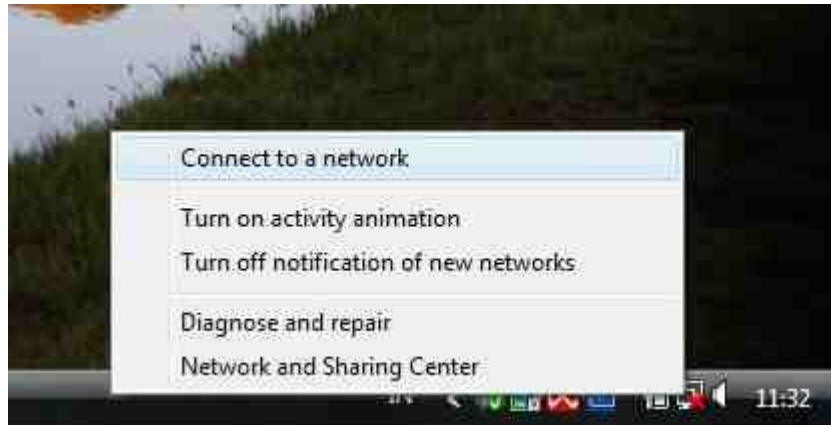 Connect to a network
Turn on activity animation
Turn off notification of new networks
Diagnose and repair
Network and Sharing Center
11:32